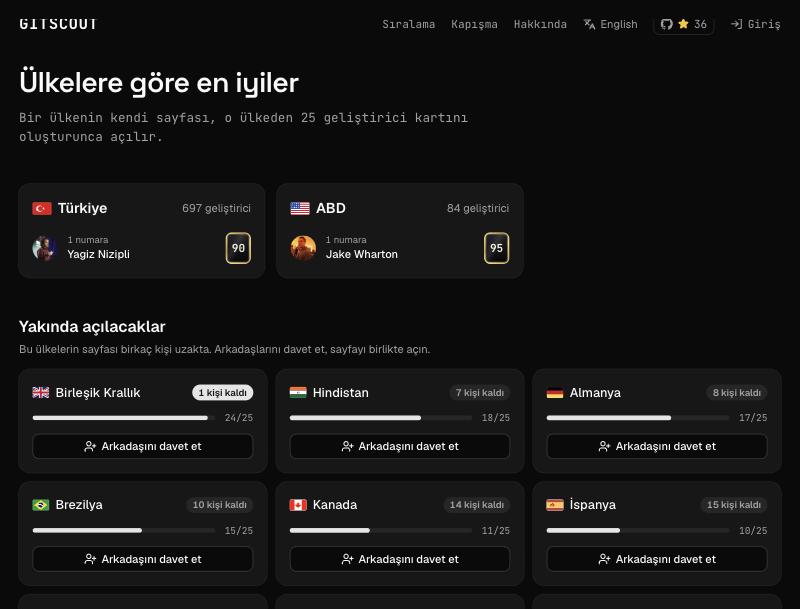 GITSCOUT
Sıralama Kapışma Hakkında English 36 Giriş
Ülkelere göre en iyiler
Bir ülkenin kendi sayfası, o ülkeden 25 geliştirici kartını
oluşturunca açılır.
Türkiye 697 geliştirici
1 numara
Yagiz Nizipli
90
ABD 84 geliştirici
1 numara
Jake Wharton
95
Yakında açılacaklar
Bu ülkelerin sayfası birkaç kişi uzakta. Arkadaşlarını davet et, sayfayı birlikte açın.
Birleşik Krallık 1 kişi kaldı
24/25
Arkadaşını davet et
Hindistan 7 kişi kaldı
18/25
Arkadaşını davet et
Almanya 8 kişi kaldı
17/25
Arkadaşını davet et
Brezilya 10 kişi kaldı
15/25
Arkadaşını davet et
Kanada 14 kişi kaldı
11/25
Arkadaşını davet et
İspanya 15 kişi kaldı
10/25
Arkadaşını davet et